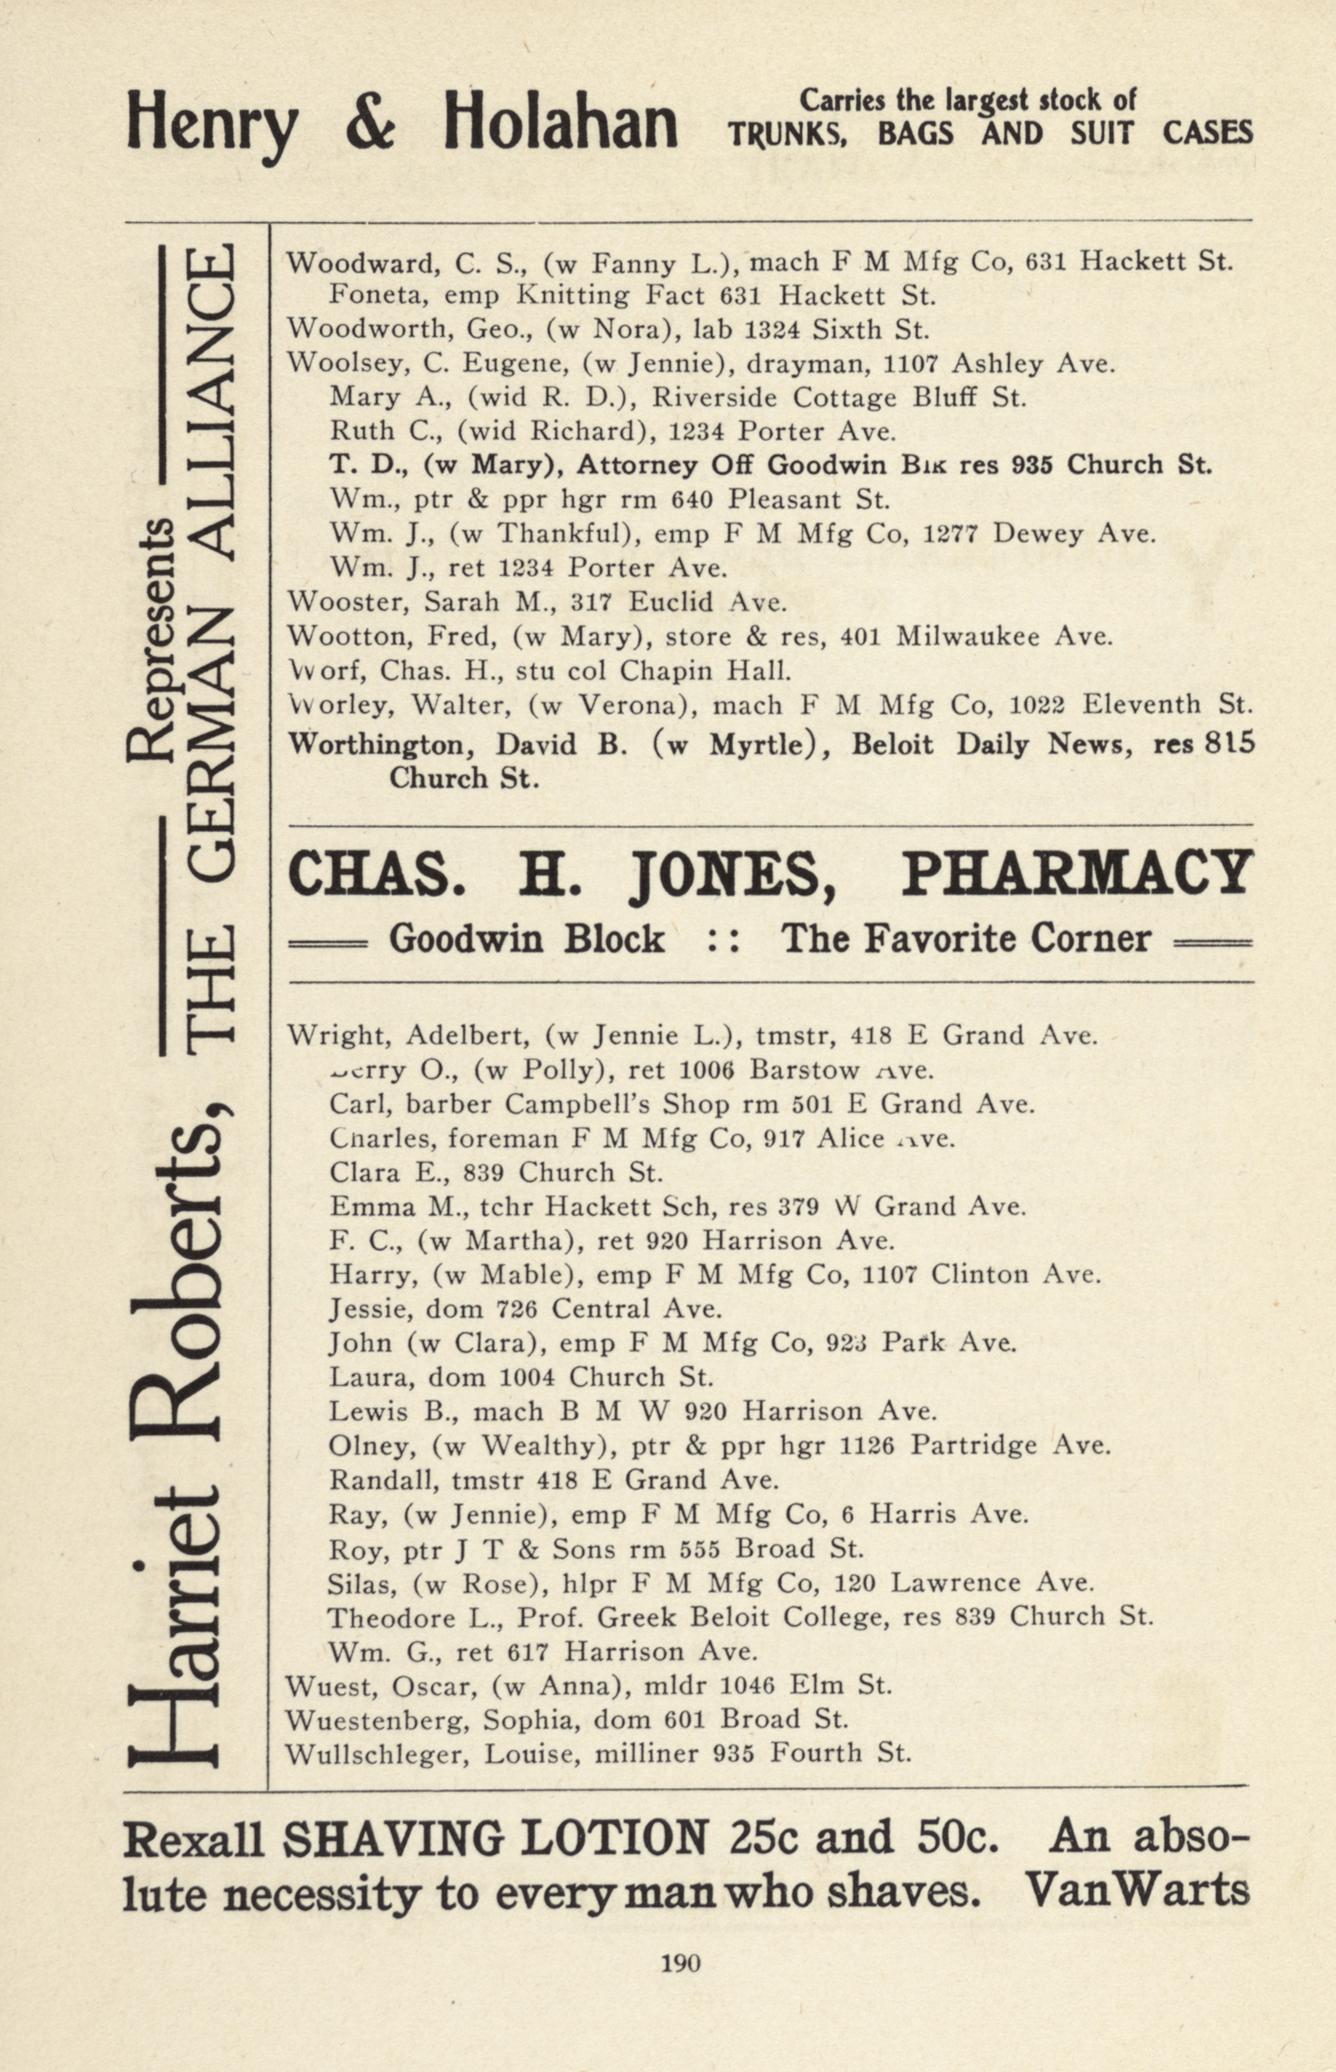 Henry & Holahan
Carries the largest stock of
TRUNKS, BAGS AND SUIT CASES
Harriet Roberts,
Represents
THE GERMAN ALLIANCE
Woodward, C. S., (w Fanny L.), mach F M Mfg Co, 631 Hackett St.
Foneta, emp Knitting Fact 631 Hackett St.
Woodworth, Geo., (w Nora), lab 1324 Sixth St.
Woolsey, C. Eugene, (w Jennie), drayman, 1107 Ashley Ave.
Mary A., (wid R. D.), Riverside Cottage Bluff St.
Ruth C., (wid Richard), 1234 Porter Ave.
T. D., (w Mary), Attorney Off Goodwin Blk res 935 Church St.
Wm., ptr & ppr hgr rm 640 Pleasant St.
Wm. J., (w Thankful), emp F M Mfg Co, 1277 Dewey Ave.
Wm. J., ret 1234 Porter Ave.
Wooster, Sarah M., 317 Euclid Ave.
Wootton, Fred, (w Mary), store & res, 401 Milwaukee Ave.
Worf, Chas. H., stu col Chapin Hall.
Worley, Walter, (w Verona), mach F M Mfg Co, 1022 Eleventh St.
Worthington, David B. (w Myrtle), Beloit Daily News, res 815
Church St.
CHAS. H. JONES, PHARMACY
Goodwin Block :: The Favorite Corner
Wright, Adelbert, (w Jennie L.), tmstr, 418 E Grand Ave.
O., (w Polly), ret 1006 Barstow Ave.
Carl, barber Campbell's Shop rm 501 E Grand Ave.
Charles, foreman F M Mfg Co, 917 Alice Ave.
Clara E., 839 Church St.
Emma M., tchr Hackett Sch, res 379 W Grand Ave.
F. C., (w Martha), ret 920 Harrison Ave.
Harry, (w Mable), emp F M Mfg Co, 1107 Clinton Ave.
Jessie, dom 726 Central Ave.
John (w Clara), emp F M Mfg Co, 923 Park Ave.
Laura, dom 1004 Church St.
Lewis B., mach B M W 920 Harrison Ave.
Olney, (w Wealthy), ptr & ppr hgr 1126 Partridge Ave.
Randall, tmstr 418 E Grand Ave.
Ray, (w Jennie), emp F M Mfg Co, 6 Harris Ave.
Roy, ptr J T & Sons rm 555 Broad St.
Silas, (w Rose), hlpr F M Mfg Co, 120 Lawrence Ave.
Theodore L., Prof. Greek Beloit College, res 839 Church St.
Wm. G., ret 617 Harrison Ave.
Wuest, Oscar, (w Anna), mldr 1046 Elm St.
Wuestenberg, Sophia, dom 601 Broad St.
Wullschleger, Louise, milliner 935 Fourth St.
Rexall SHAVING LOTION 25c and 50c. An abso-
lute necessity to every man who shaves. VanWarts
190